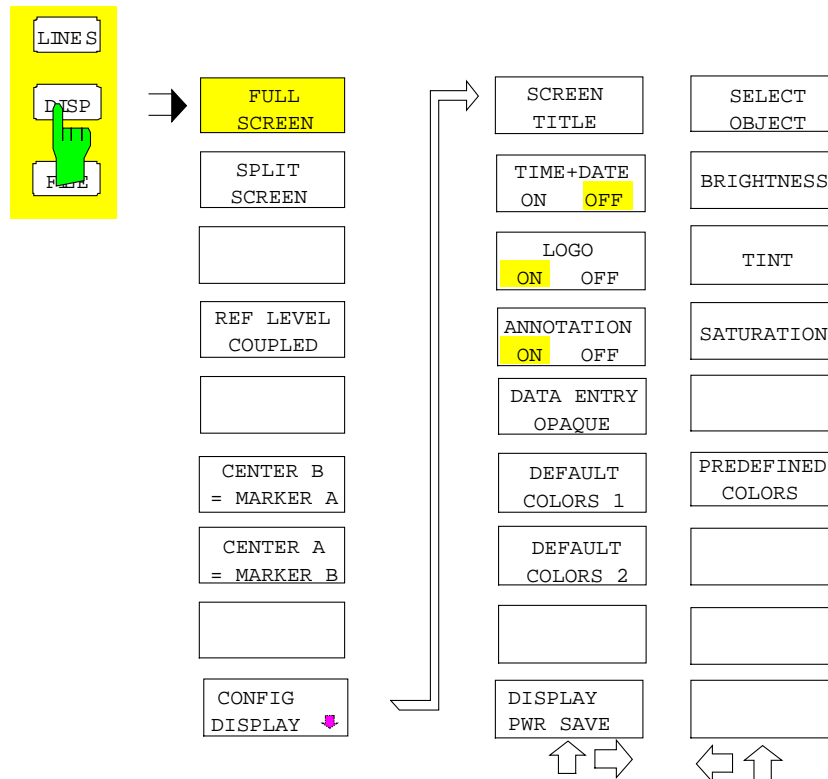 LINES
DISP
FULL
SCREEN
SPLIT
SCREEN
REF LEVEL
COUPLED
CENTER B
= MARKER A
CENTER A
= MARKER B
CONFIG
DISPLAY
SCREEN
TITLE
TIME+DATE
ON OFF
LOGO
ON OFF
ANNOTATION
ON OFF
DATA ENTRY
OPAQUE
DEFAULT
COLORS 1
DEFAULT
COLORS 2
DISPLAY
PWR SAVE
SELECT
OBJECT
BRIGHTNESS
TINT
SATURATION
PREDEFINED
COLORS